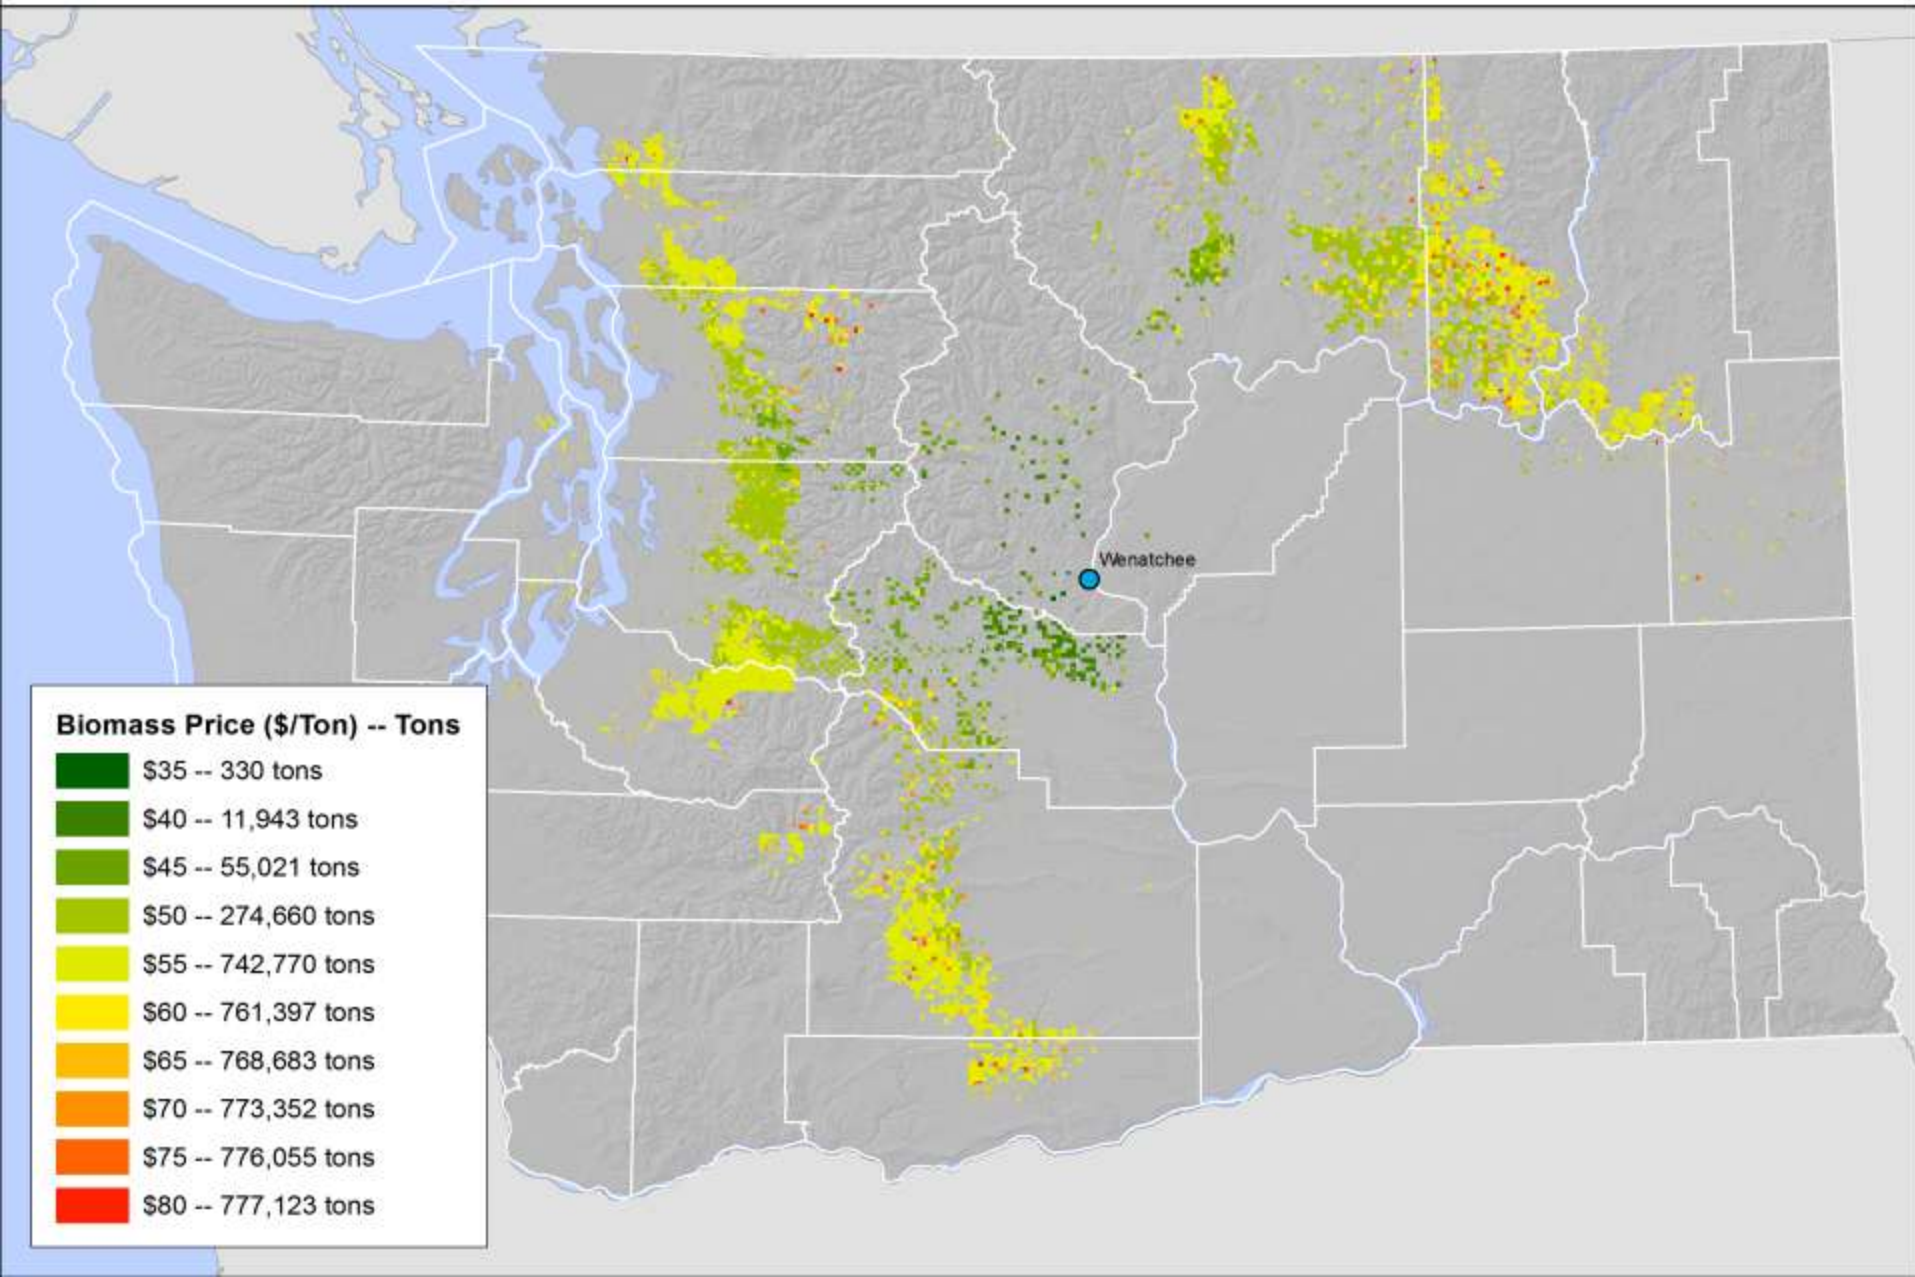 Wenatchee
Biomass Price ($/Ton) -- Tons
$35 -- 330 tons
$40 -- 11,943 tons
$45 -- 55,021 tons
$50 -- 274,660 tons
$55 -- 742,770 tons
$60 -- 761,397 tons
$65 -- 768,683 tons
$70 -- 773,352 tons
$75 -- 776,055 tons
$80 -- 777,123 tons